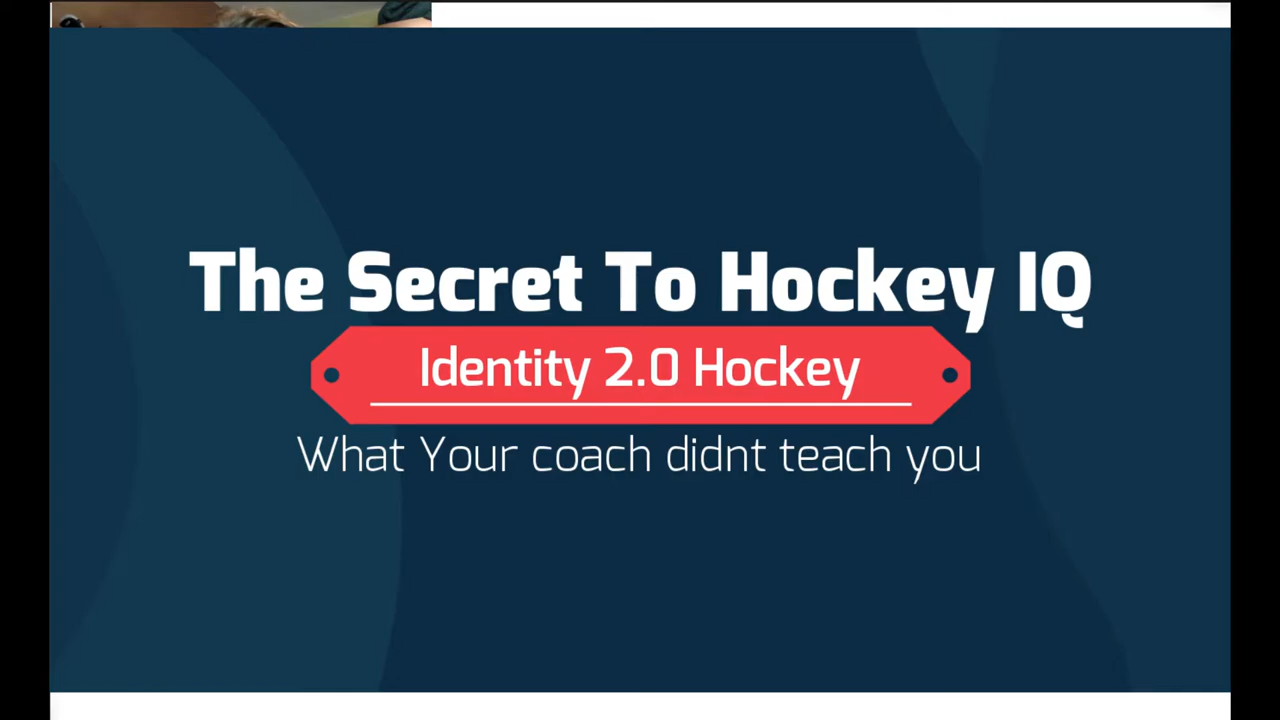 The Secret To Hockey IQ
Identity 2.0 Hockey
What Your coach didnt teach you